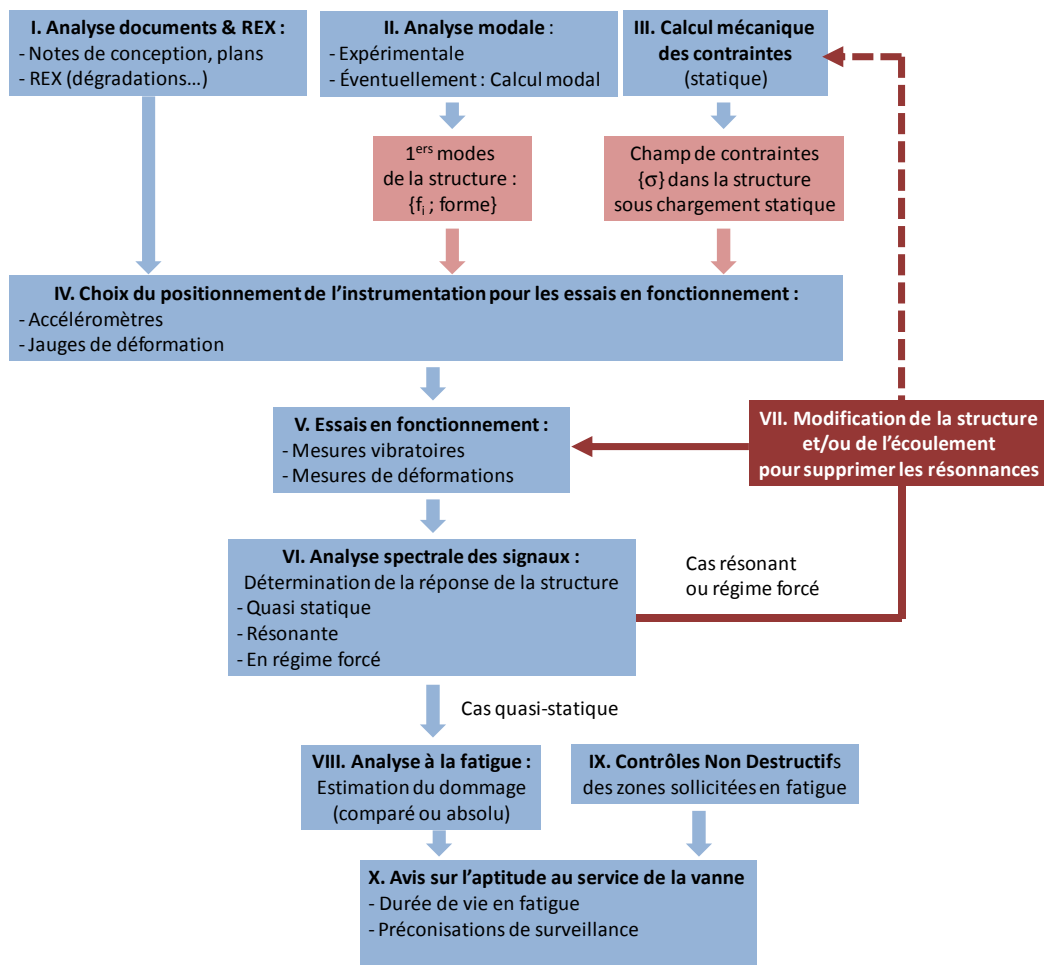 I. Analyse documents & REX :
- Notes de conception, plans
- REX (dégradations...)
II. Analyse modale :
- Expérimentale
- Éventuellement : Calcul modal
III. Calcul mécanique
des contraintes
(statique)
1ers modes
de la structure :
{fi ; forme}
Champ de contraintes
{σ} dans la structure
sous chargement statique
IV. Choix du positionnement de l'instrumentation pour les essais en fonctionnement :
- Accéléromètres
- Jauges de déformation
V. Essais en fonctionnement :
- Mesures vibratoires
- Mesures de déformations
VII. Modification de la structure
et/ou de l'écoulement
pour supprimer les résonnances
VI. Analyse spectrale des signaux :
Détermination de la réponse de la structure
- Quasi statique
- Résonante
- En régime forcé
Cas résonant
ou régime forcé
Cas quasi-statique
VIII. Analyse à la fatigue :
Estimation du dommage
(comparé ou absolu)
IX. Contrôles Non Destructifs
des zones sollicitées en fatigue
X. Avis sur l'aptitude au service de la vanne
- Durée de vie en fatigue
- Préconisations de surveillance